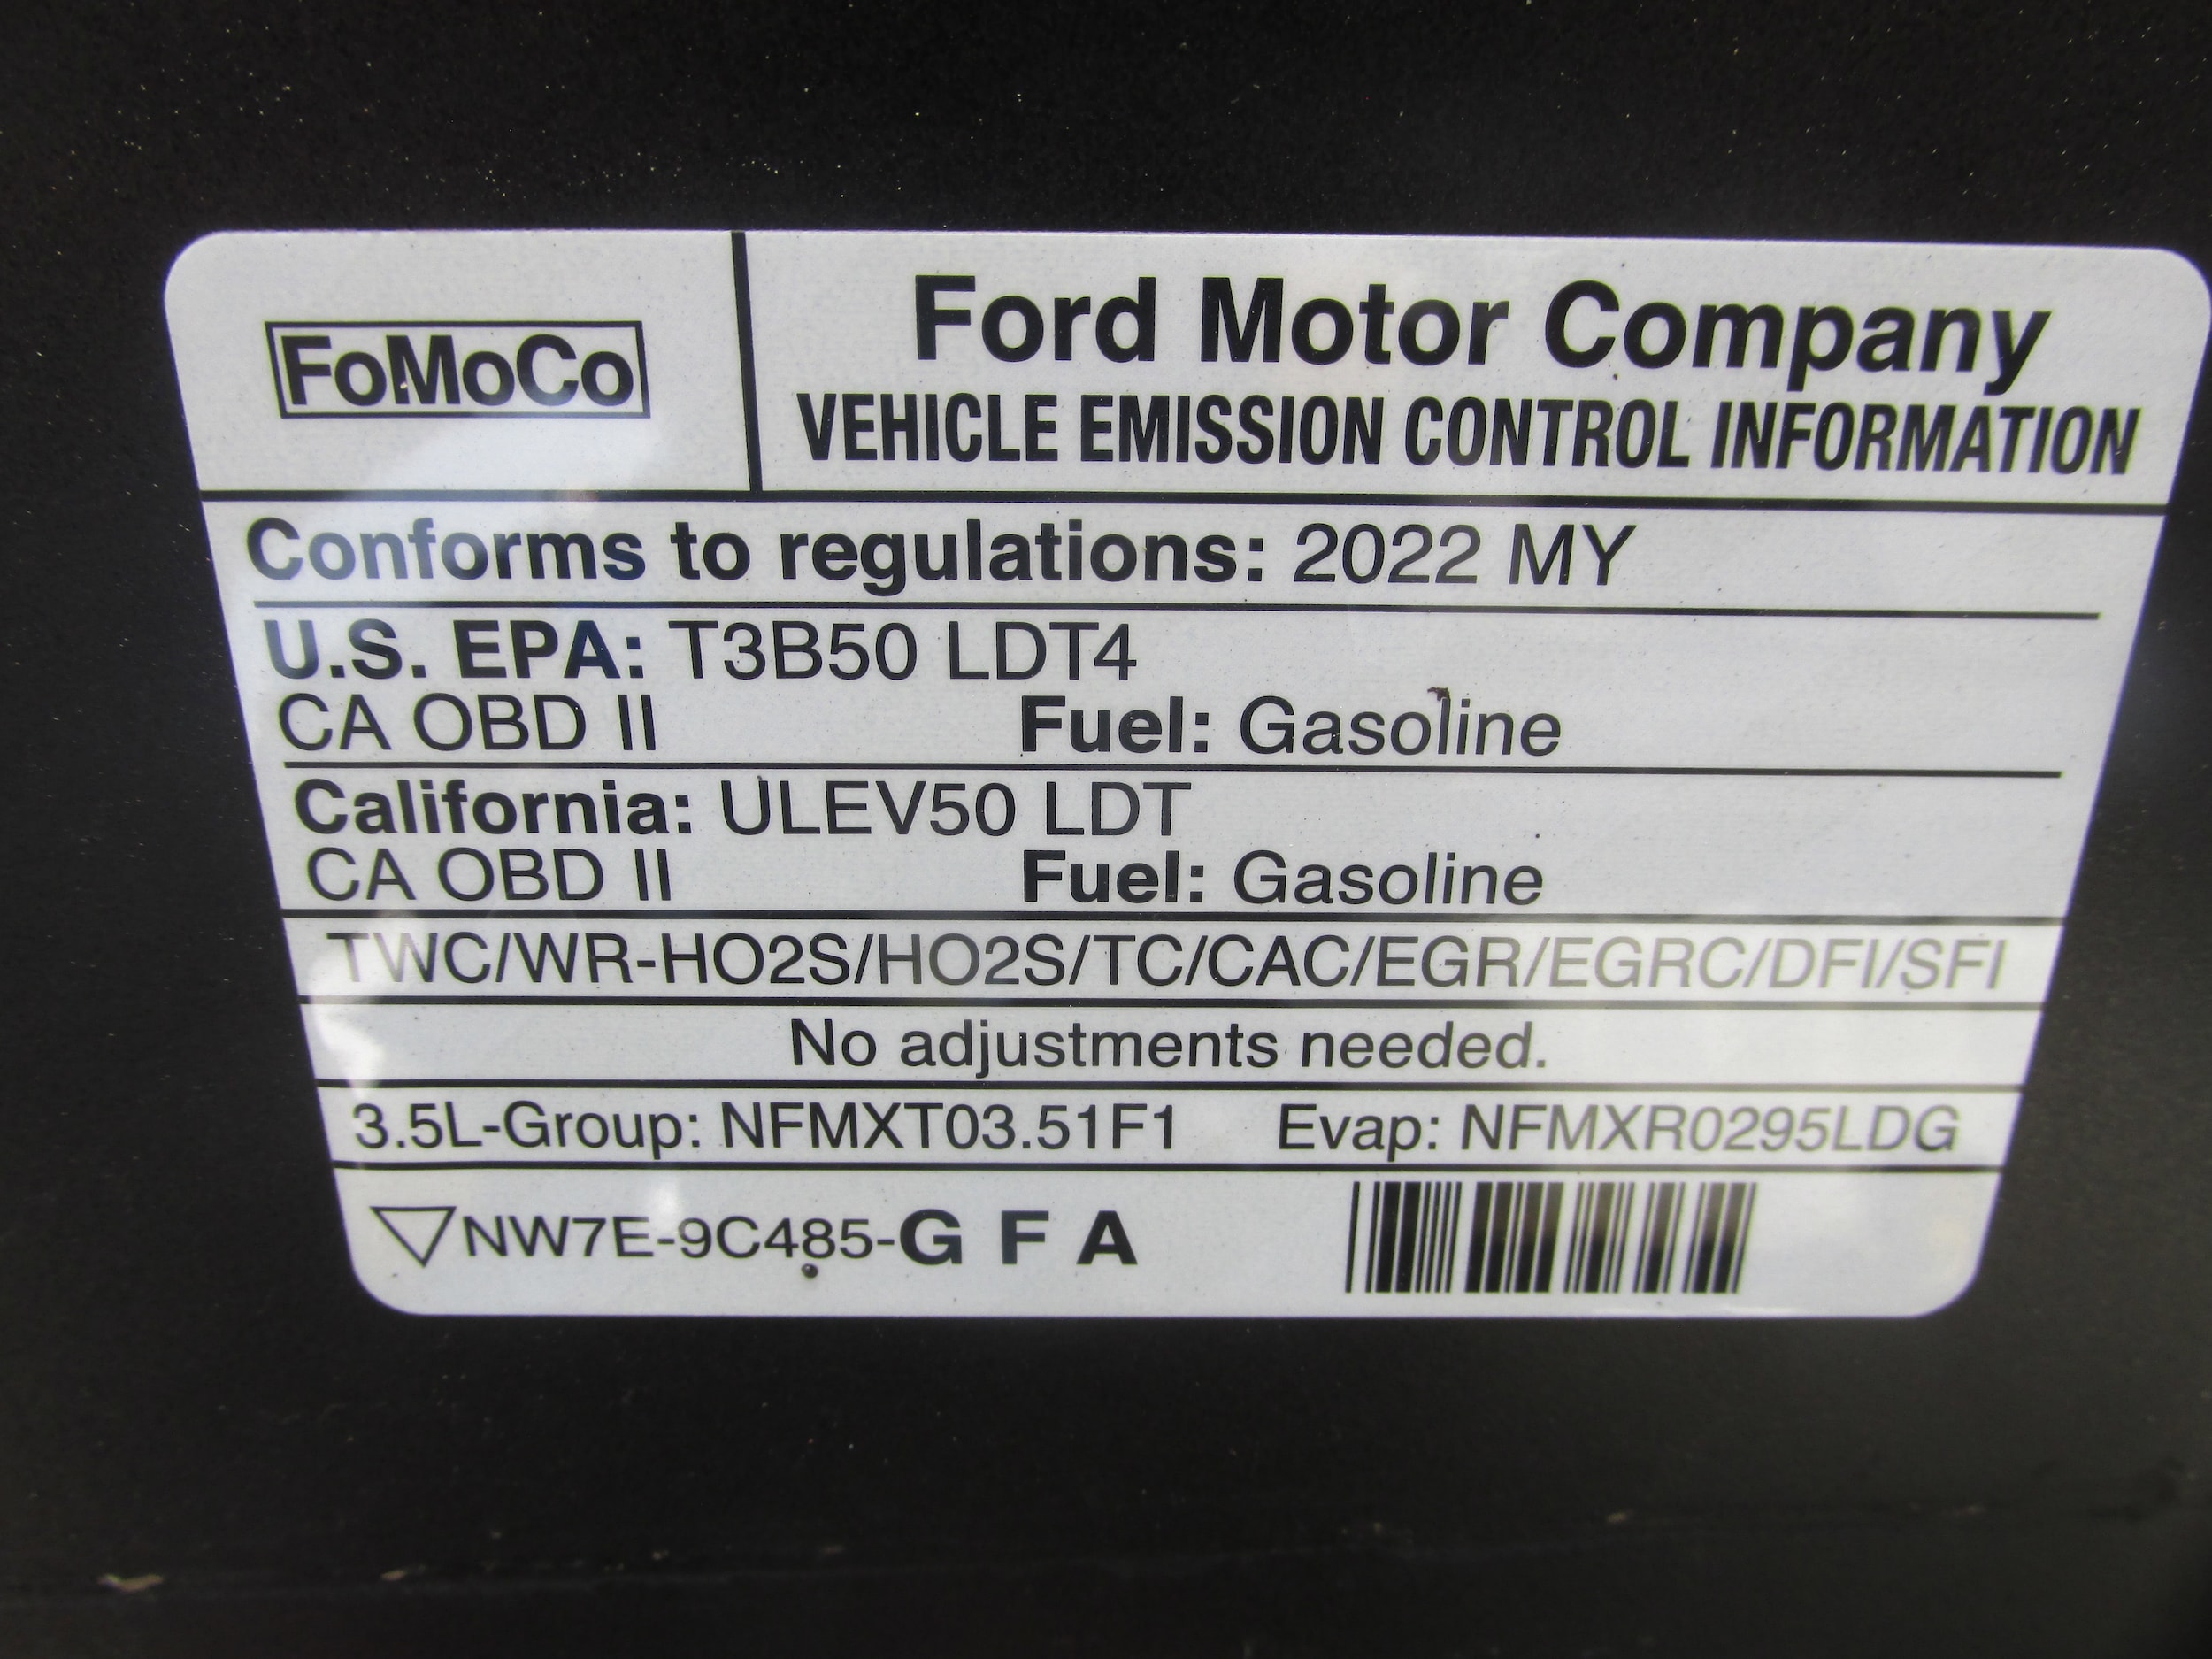 FoMoCo
Ford Motor Company
VEHICLE EMISSION CONTROL INFORMATION
Conforms to regulations: 2022 MY
U.S. EPA: T3B50 LDT4
CA OBD II Fuel: Gasoline
California: ULEV50 LDT
CA OBD II Fuel: Gasoline
TWC/WR-HO2S/HO2S/TC/CAC/EGR/EGRC/DFI/SFI
No adjustments needed.
3.5L-Group: NFMXT03.51F1 Evap: NFMXR0295LDG
NW7E-9C485-G F A